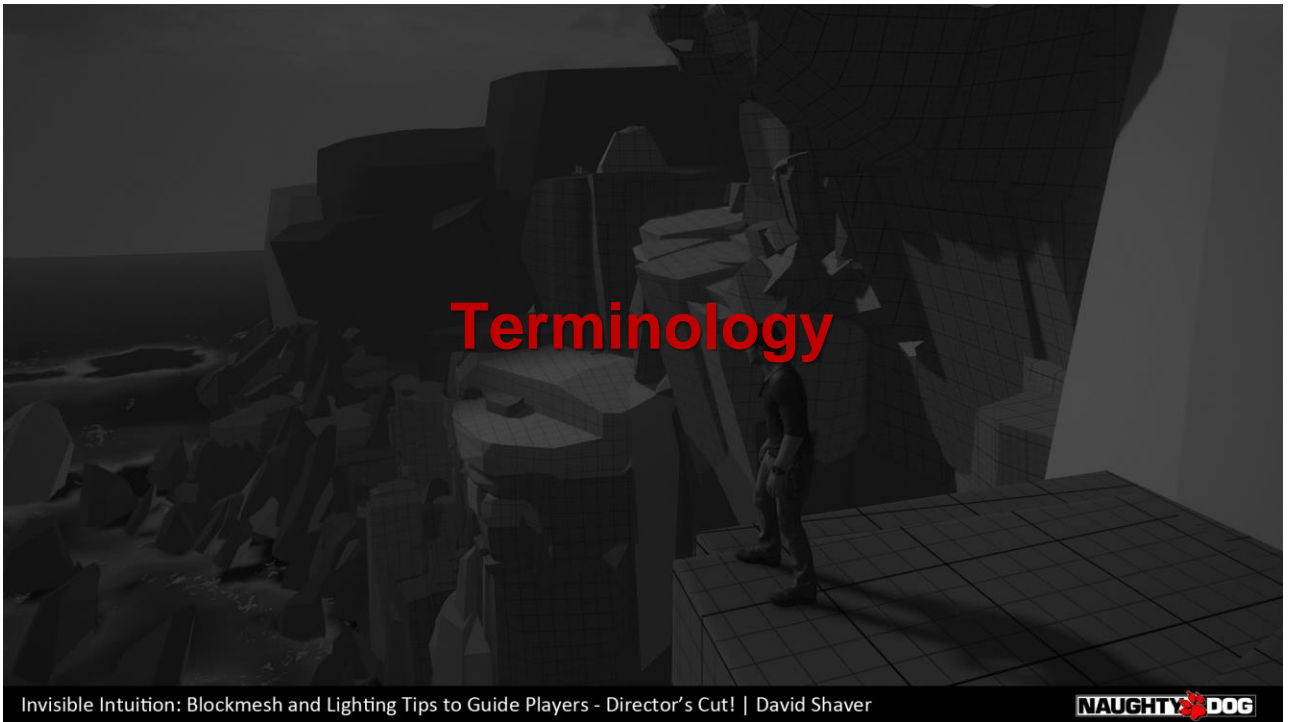 Terminology
Invisible Intuition: Blockmesh and Lighting Tips to Guide Players - Director's Cut! | David Shaver
NAUGHTY DOG